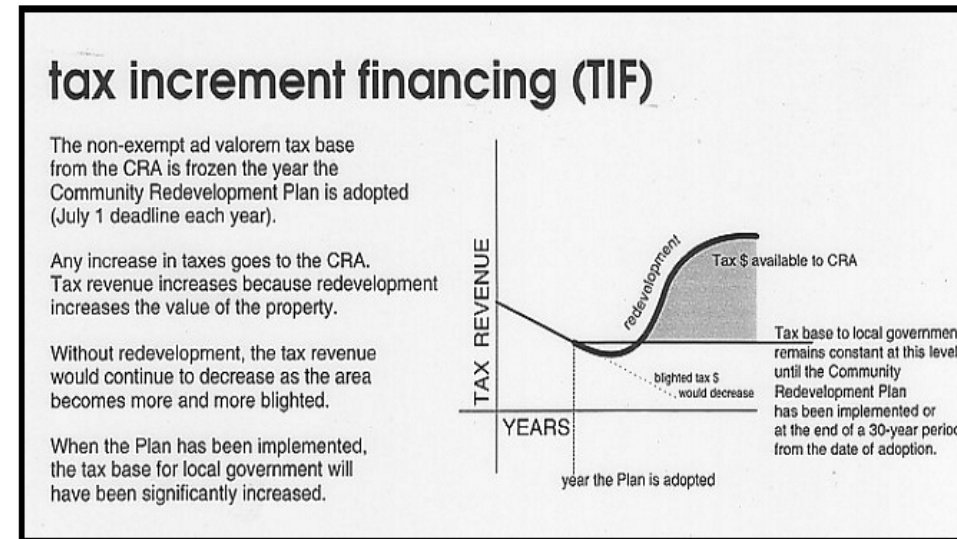 tax increment financing (TIF)
The non-exempt ad valorem tax base
from the CRA is frozen the year the
Community Redevelopment Plan is adopted
(July 1 deadline each year).
Any increase in taxes goes to the CRA.
Tax revenue increases because redevelopment
increases the value of the property.
Without redevelopment, the tax revenue
would continue to decrease as the area
becomes more and more blighted.
When the Plan has been implemented,
the tax base for local government will
have been significantly increased.
TAX REVENUE
redevelopment
Tax $ available to CRA
blighted tax $
would decrease
YEARS
year the Plan is adopted
Tax base to local governmen
remains constant at this level
until the Community
Redevelopment Plan
has been implemented or
at the end of a 30-year period
from the date of adoption.